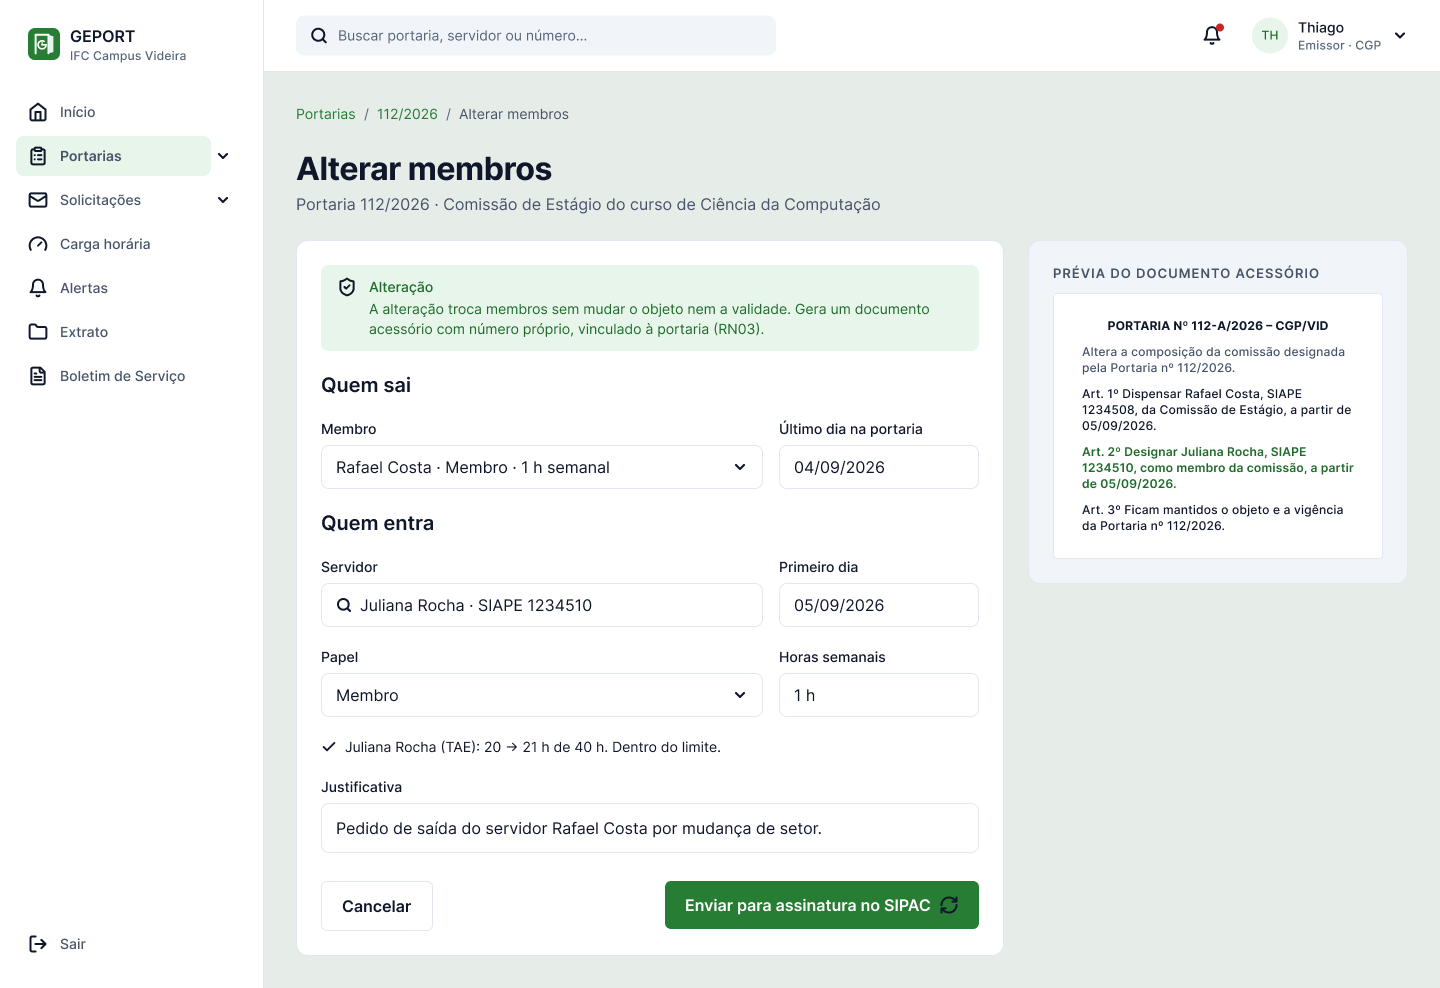 GEPORT
IFC Campus Videira
Início
Portarias
Solicitações
Carga horária
Alertas
Extrato
Boletim de Serviço
Sair
Buscar portaria, servidor ou número...
TH
Thiago
Emissor · CGP
Portarias / 112/2026 / Alterar membros
Alterar membros
Portaria 112/2026 · Comissão de Estágio do curso de Ciência da Computação
Alteração
A alteração troca membros sem mudar o objeto nem a validade. Gera um documento
acessório com número próprio, vinculado à portaria (RN03).
Quem sai
Membro
Último dia na portaria
Rafael Costa · Membro · 1 h semanal
04/09/2026
Quem entra
Servidor
Primeiro dia
Juliana Rocha · SIAPE 1234510
05/09/2026
Papel
Horas semanais
Membro
1 h
Juliana Rocha (TAE): 20 → 21 h de 40 h. Dentro do limite.
Justificativa
Pedido de saída do servidor Rafael Costa por mudança de setor.
Cancelar
Enviar para assinatura no SIPAC
PRÉVIA DO DOCUMENTO ACESSÓRIO
PORTARIA Nº 112-A/2026 – CGP/VID
Altera a composição da comissão designada
pela Portaria nº 112/2026.
Art. 1º Dispensar Rafael Costa, SIAPE
1234508, da Comissão de Estágio, a partir de
05/09/2026.
Art. 2º Designar Juliana Rocha, SIAPE
1234510, como membro da comissão, a partir
de 05/09/2026.
Art. 3º Ficam mantidos o objeto e a vigência
da Portaria nº 112/2026.